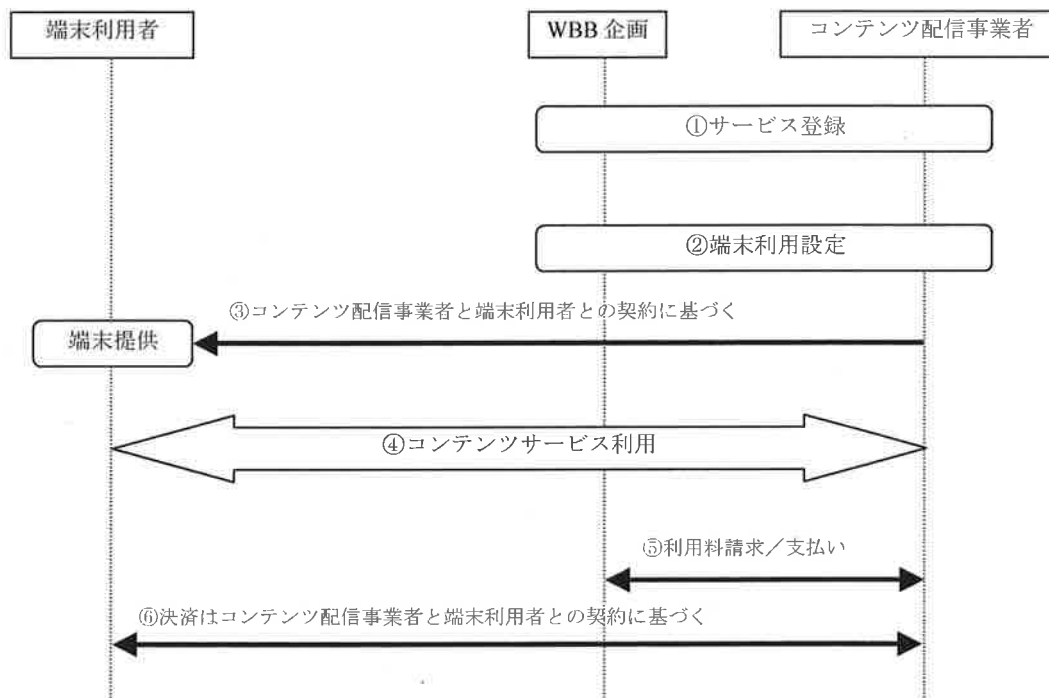 端末利用者
WBB 企画
コンテンツ配信事業者
①サービス登録
②端末利用設定
③コンテンツ配信事業者と端末利用者との契約に基づく
端末提供
④コンテンツサービス利用
⑤利用料請求／支払い
⑥決済はコンテンツ配信事業者と端末利用者との契約に基づく